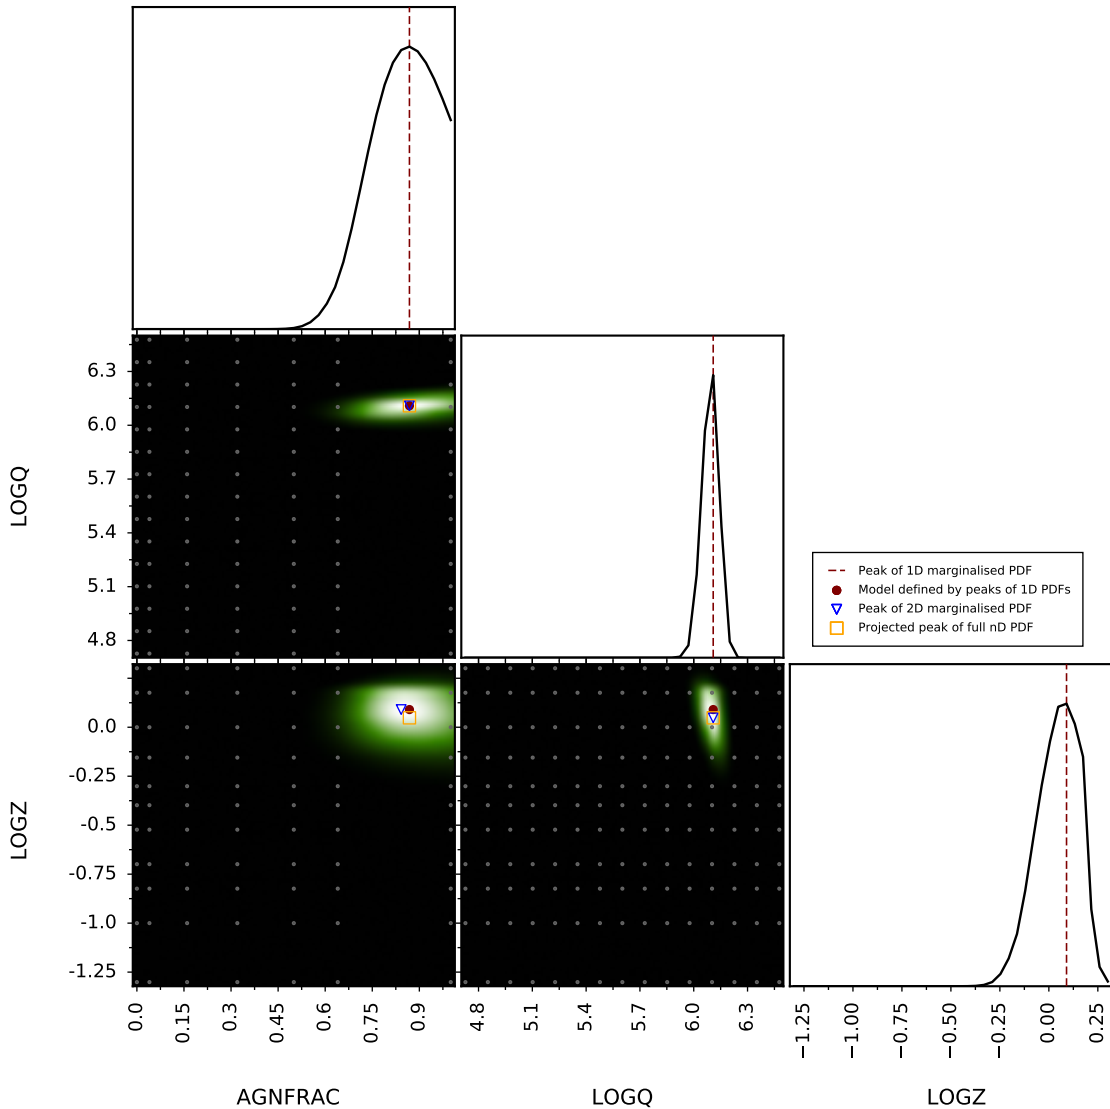 6.3
6.0
5.7
5.4
5.1
4.8
LOGQ
Peak of 1D marginalised PDF
Model defined by peaks of 1D PDFs
Peak of 2D marginalised PDF
Projected peak of full nD PDF
0.0
-0.25
-0.5
-0.75
-1.0
-1.25
LOGZ
0.0 0.15 0.3 0.45 0.6 0.75 0.9
4.8 5.1 5.4 5.7 6.0 6.3
−1.25 −1.00 −0.75 −0.50 −0.25 0.00 0.25
AGNFRAC LOGQ LOGZ